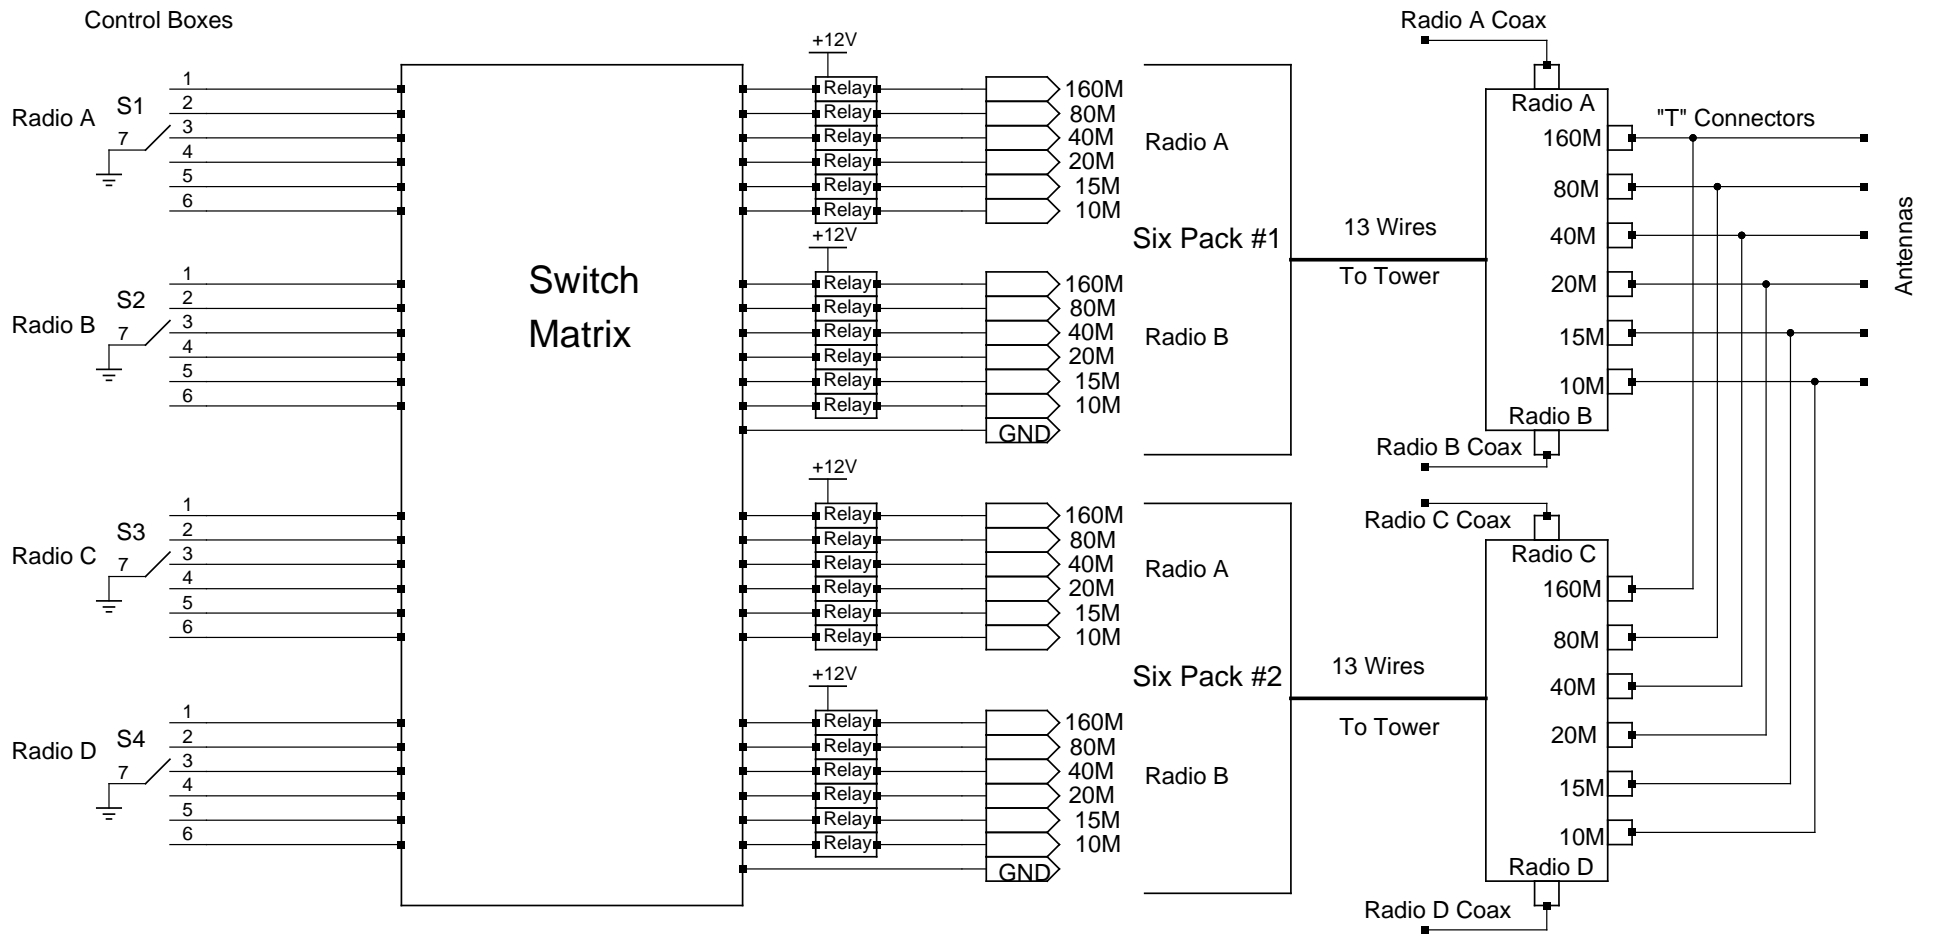 Control Boxes
Radio A
S1
7
1
2
3
4
5
6
Radio B
S2
7
1
2
3
4
5
6
Radio C
S3
7
1
2
3
4
5
6
Radio D
S4
7
1
2
3
4
5
6
Switch
Matrix
+12V
Relay
Relay
Relay
Relay
Relay
Relay
+12V
Relay
Relay
Relay
Relay
Relay
Relay
+12V
Relay
Relay
Relay
Relay
Relay
Relay
+12V
Relay
Relay
Relay
Relay
Relay
Relay
160M
80M
40M
20M
15M
10M
160M
80M
40M
20M
15M
10M
GND
160M
80M
40M
20M
15M
10M
160M
80M
40M
20M
15M
10M
GND
Radio A
Six Pack #1
Radio B
Radio A
Six Pack #2
Radio B
13 Wires
To Tower
13 Wires
To Tower
Radio A Coax
Radio A
160M
80M
40M
20M
15M
10M
Radio B
Radio B Coax
Radio C Coax
Radio C
160M
80M
40M
20M
15M
10M
Radio D
Radio D Coax
"T" Connectors
Antennas